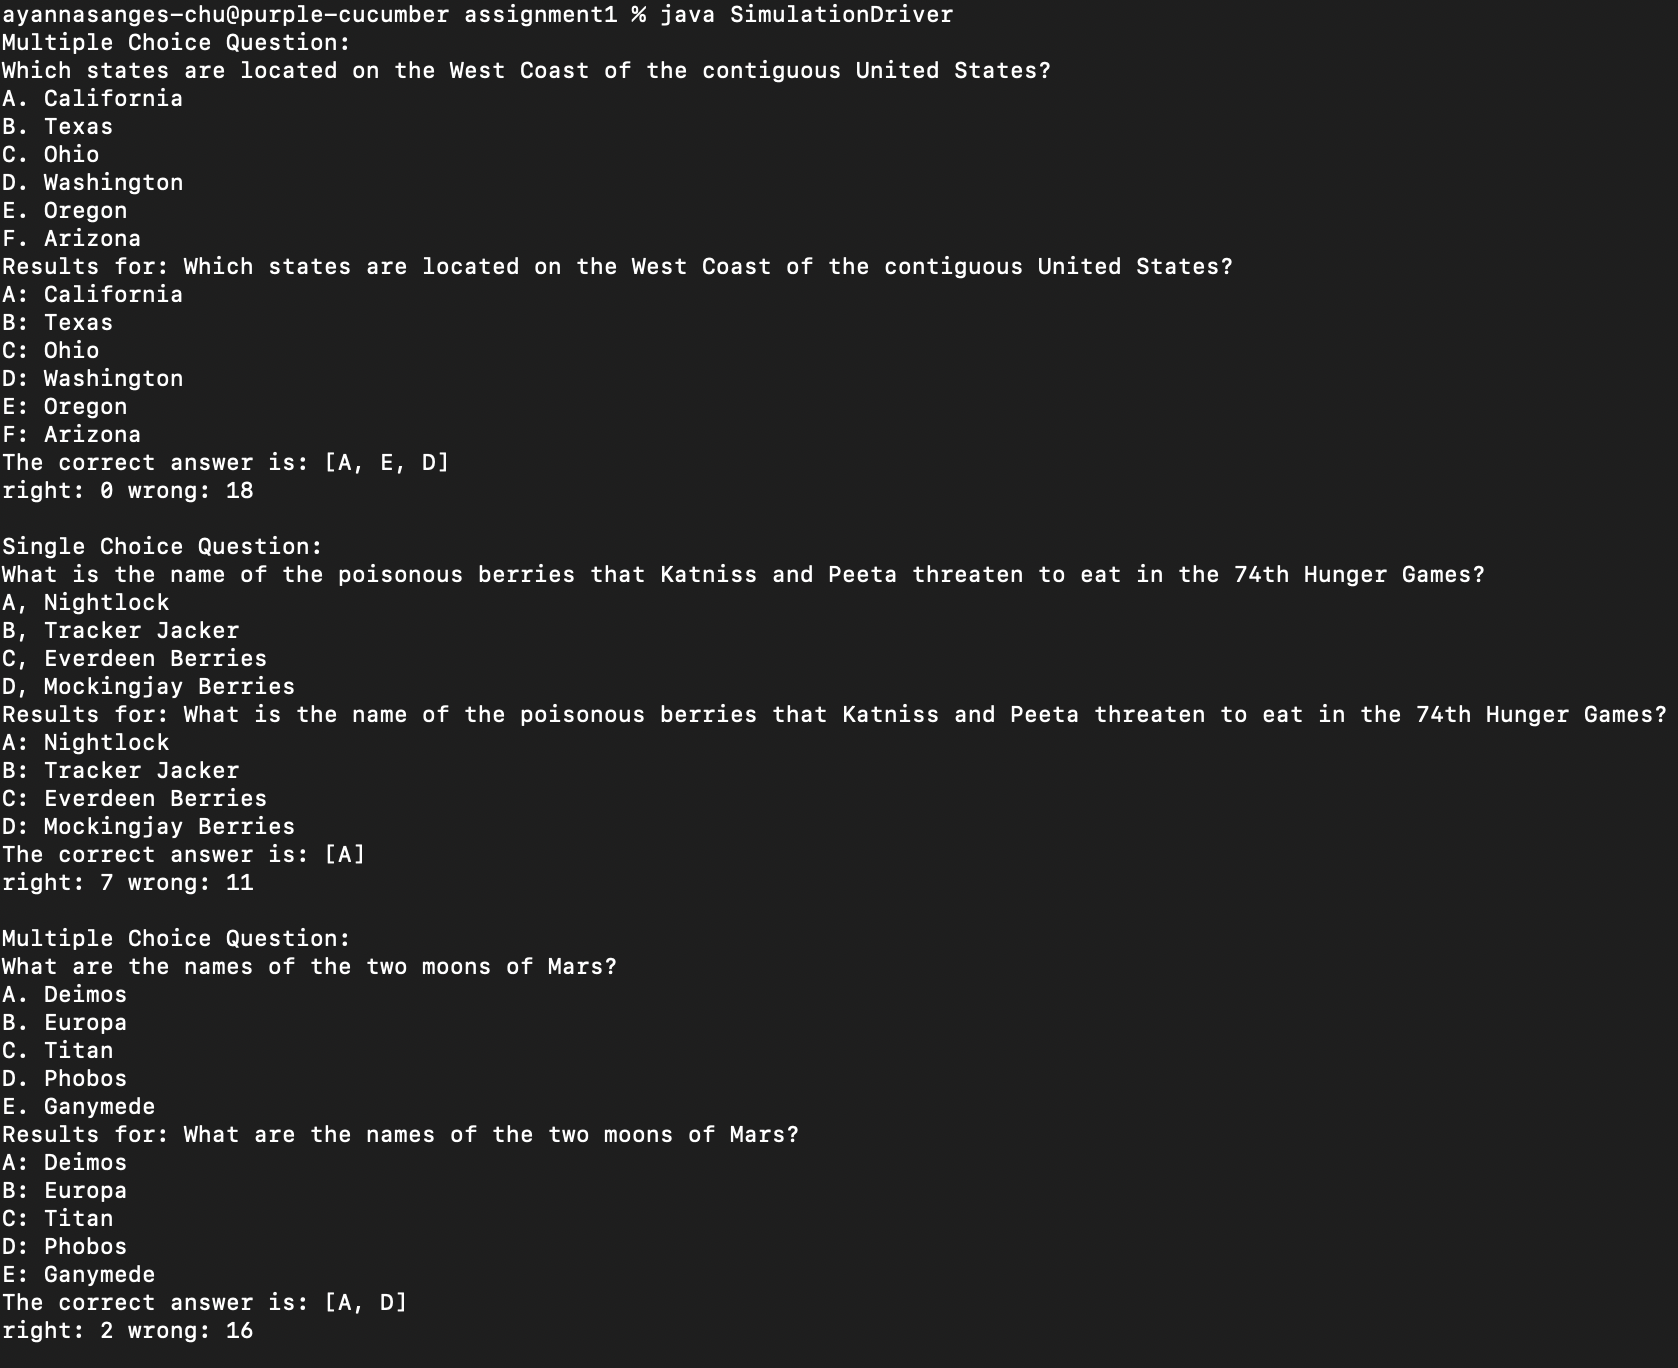 ayannasanges-chu@purple-cucumber assignment1 % java SimulationDriver
Multiple Choice Question:
Which states are located on the West Coast of the contiguous United States?
A. California
B. Texas
C. Ohio
D. Washington
E. Oregon
F. Arizona
Results for: Which states are located on the West Coast of the contiguous United States?
A: California
B: Texas
C: Ohio
D: Washington
E: Oregon
F: Arizona
The correct answer is: [A, E, D]
right: 0 wrong: 18

Single Choice Question:
What is the name of the poisonous berries that Katniss and Peeta threaten to eat in the 74th Hunger Games?
A, Nightlock
B, Tracker Jacker
C, Everdeen Berries
D, Mockingjay Berries
Results for: What is the name of the poisonous berries that Katniss and Peeta threaten to eat in the 74th Hunger Games?
A: Nightlock
B: Tracker Jacker
C: Everdeen Berries
D: Mockingjay Berries
The correct answer is: [A]
right: 7 wrong: 11

Multiple Choice Question:
What are the names of the two moons of Mars?
A. Deimos
B. Europa
C. Titan
D. Phobos
E. Ganymede
Results for: What are the names of the two moons of Mars?
A: Deimos
B: Europa
C: Titan
D: Phobos
E: Ganymede
The correct answer is: [A, D]
right: 2 wrong: 16